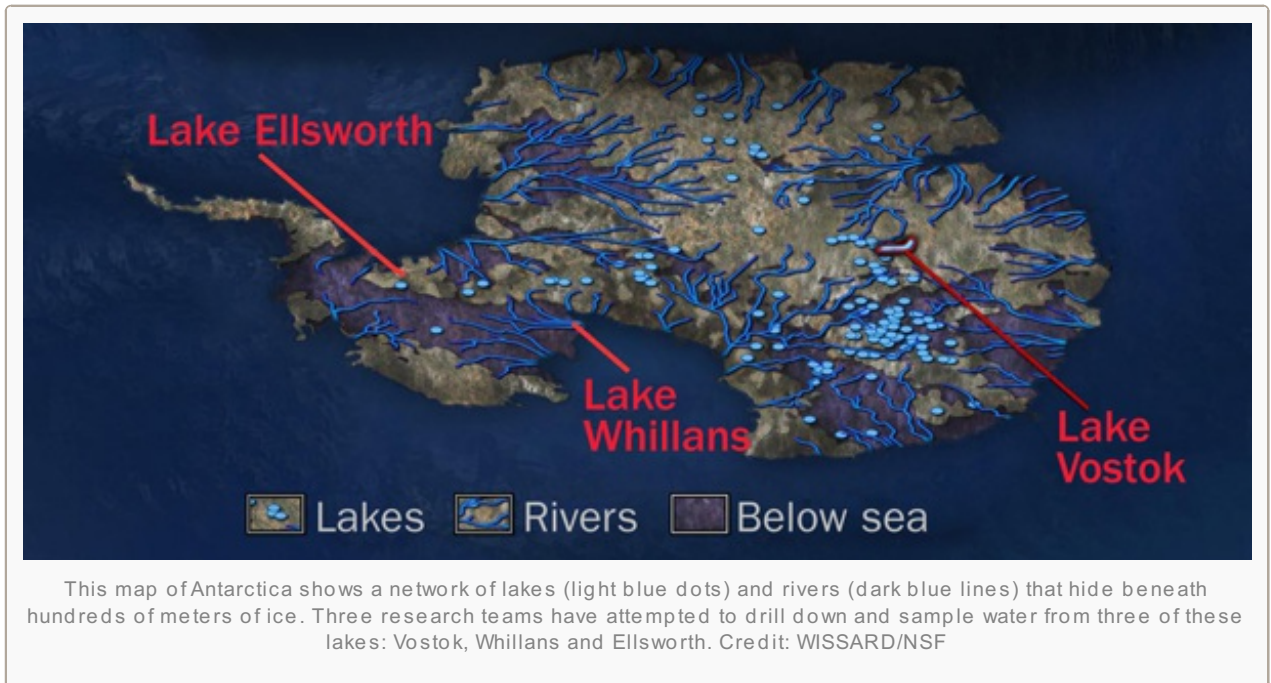 Lake Ellsworth
Lake
Whillans
Lake
Vostok
Lakes Rivers Below sea
This map of Antarctica shows a network of lakes (light blue dots) and rivers (dark blue lines) that hide beneath
hundreds of meters of ice. Three research teams have attempted to drill down and sample water from three of these
lakes: Vostok, Whillans and Ellsworth. Credit: WISSARD/NSF